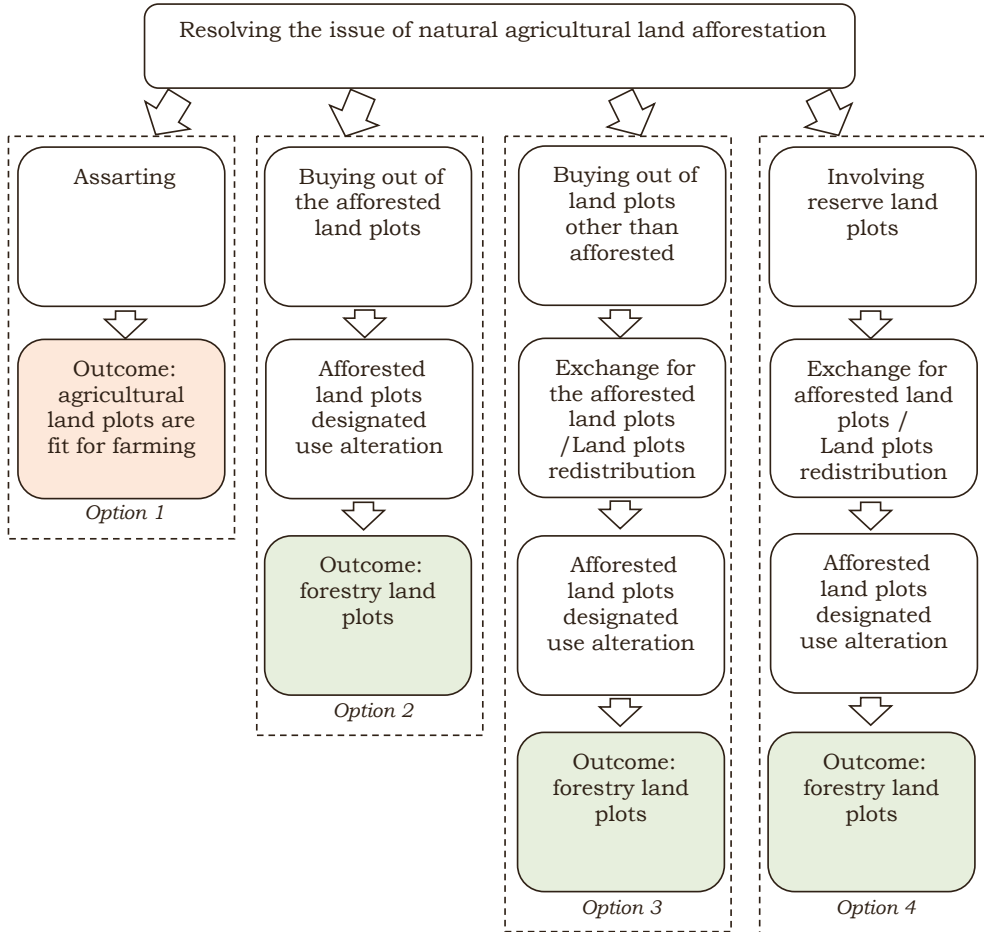 Resolving the issue of natural agricultural land afforestation
Assarting
Outcome:
agricultural
land plots are
fit for farming
Option 1
Buying out of
the afforested
land plots
Afforested
land plots
designated
use alteration
Outcome:
forestry land
plots
Option 2
Buying out of
land plots
other than
afforested
Exchange for
the afforested
land plots
/Land plots
redistribution
Afforested
land plots
designated
use alteration
Outcome:
forestry land
plots
Option 3
Involving
reserve land
plots
Exchange for
afforested land
plots /
Land plots
redistribution
Afforested
land plots
designated
use alteration
Outcome:
forestry land
plots
Option 4